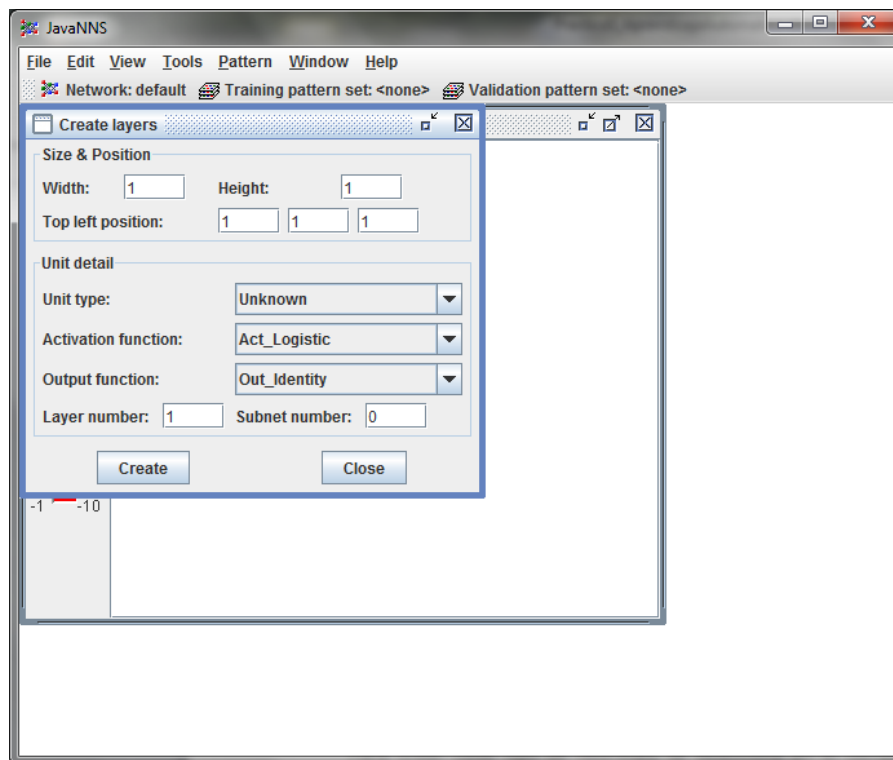 JavaNNS
File Edit View Tools Pattern Window Help
Network: default Training pattern set: <none> Validation pattern set: <none>
Create layers
Size & Position
Width: 1 Height: 1
Top left position: 1 1 1
Unit detail
Unit type: Unknown
Activation function: Act_Logistic
Output function: Out_Identity
Layer number: 1 Subnet number: 0
Create Close
-1 -10